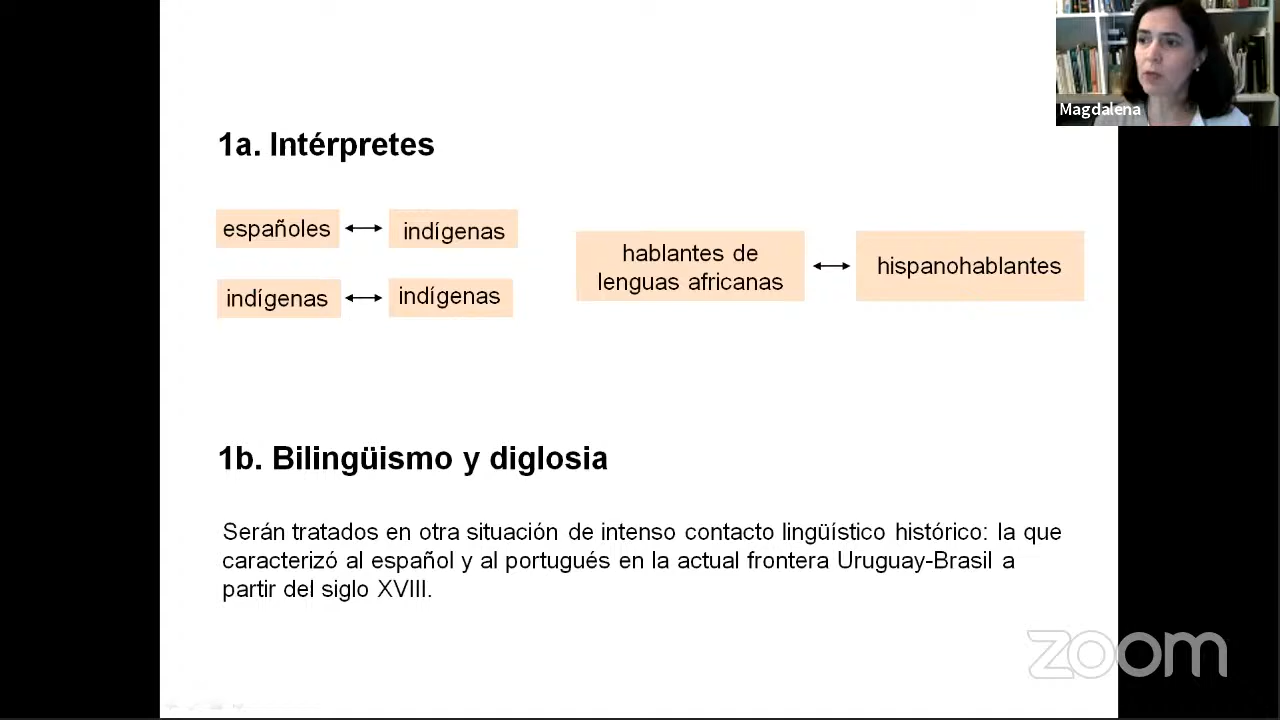 Magdalena
1a. Intérpretes
españoles
indígenas
indígenas
indígenas
hablantes de
lenguas africanas
hispanohablantes
1b. Bilingüismo y diglosia
Serán tratados en otra situación de intenso contacto lingüístico histórico: la que
caracterizó al español y al portugués en la actual frontera Uruguay-Brasil a
partir del siglo XVIII.
zoom